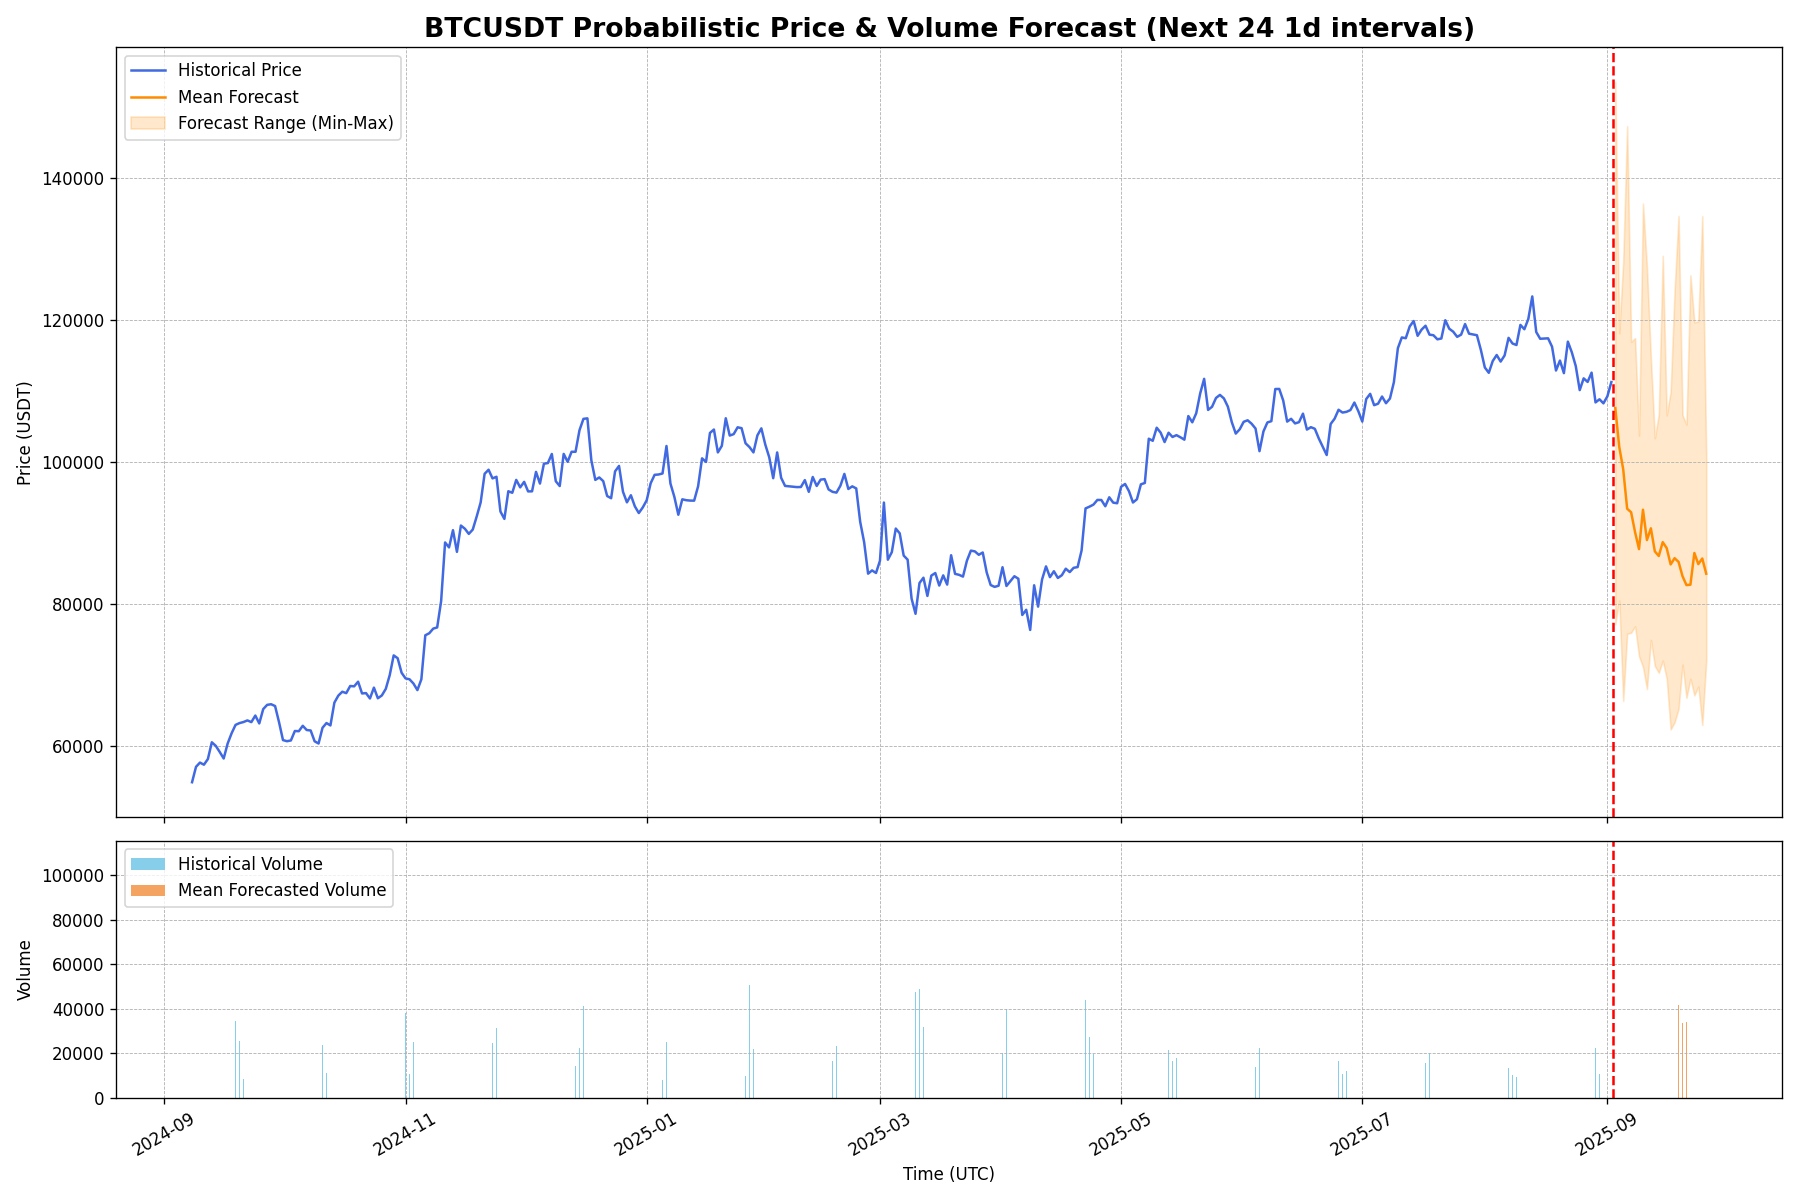 BTCUSDT Probabilistic Price & Volume Forecast (Next 24 1d intervals)
Historical Price
Mean Forecast
Forecast Range (Min-Max)
Price (USDT)
140000
120000
100000
80000
60000
Historical Volume
Mean Forecasted Volume
Volume
100000
80000
60000
40000
20000
0
2024-09
2024-11
2025-01
2025-03
2025-05
2025-07
2025-09
Time (UTC)